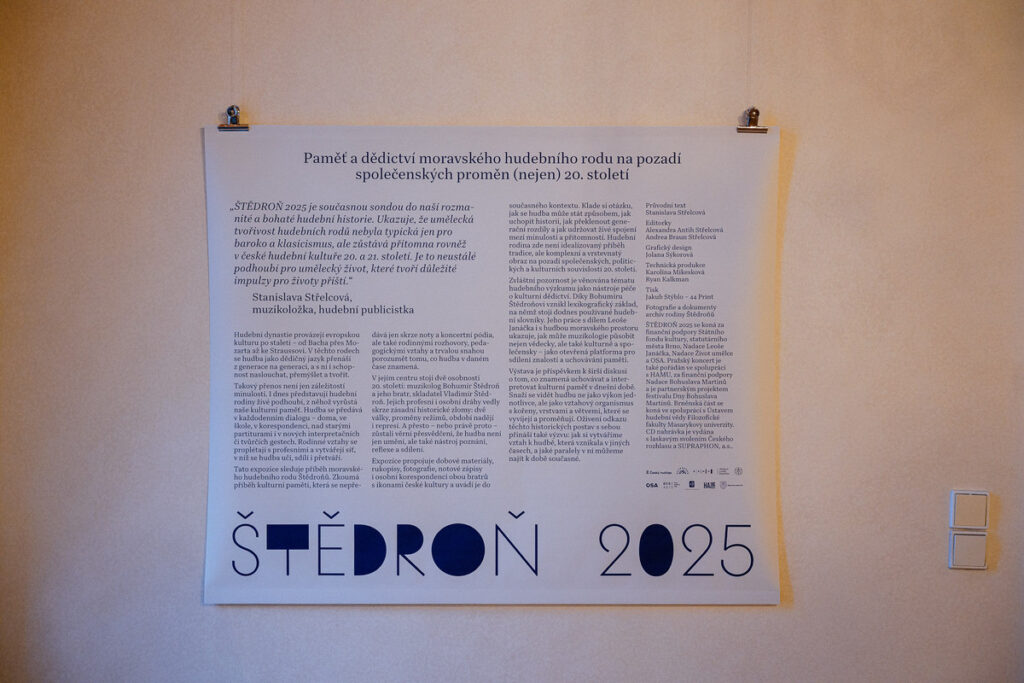 Paměť a dědictví moravského hudebního rodu na pozadí
společenských proměn (nejen) 20. století
„ŠTĚDROŇ 2025 je současnou sondou do naší rozma-
nité a bohaté hudební historie. Ukazuje, že umělecká
tvořivost hudebních rodů nebyla typická jen pro
baroko a klasicismus, ale zůstává přítomna rovněž
v české hudební kultuře 20. a 21. století. Je to neustálé
podhoubí pro umělecký život, které tvoří důležité
impulzy pro životy příští.“
Stanislava Střelcová,
muzikoložka, hudební publicistka
Hudební dynastie provázejí evropskou
kulturu po staletí – od Bacha přes Mo-
zarta až ke Straussovi. V těchto rodech
se hudba jako dědičný jazyk přenáší
z generace na generaci, a s ní i schop-
nost naslouchat, přemýšlet a tvořit.
Takový přenos není jen záležitostí
minulosti. I dnes představují hudební
rodiny živé podhoubí, z něhož vyrůstá
naše kulturní paměť. Hudba se předává
v každodenním dialogu – doma, ve
škole, v korespondenci, nad starými
partiturami i v nových interpretačních
či tvůrčích gestech. Rodinné vztahy se
proplétají s profesními a vytvářejí síť,
v níž se hudba učí, sdílí i přetváří.
Tato expozice sleduje příběh moravské-
ho hudebního rodu Štědroňů. Zkoumá
příběh kulturní paměti, která se nepře-
dává jen skrze noty a koncertní pódia,
ale také rodinnými rozhovory, peda-
gogickými vztahy a trvalou snahou
porozumět tomu, co hudba v daném
čase znamená.
V jejím centru stojí dvě osobnosti
20. století: muzikolog Bohumír Štědroň
a jeho bratr, skladatel Vladimír Štěd-
roň. Jejich profesní i osobní dráhy vedly
skrze zásadní historické zlomy: dvě
války, proměny režimů, období nadějí
i represí. A přesto – nebo právě proto –
zůstali věrni přesvědčení, že hudba není
jen umění, ale také nástroj poznání,
reflexe a sdílení.
Expozice propojuje dobové materiály,
rukopisy, fotografie, notové zápisy
i osobní korespondenci obou bratrů
s ikonami české kultury a uvádí je do
současného kontextu. Klade si otázku,
jak se hudba může stát způsobem, jak
uchopit historii, jak překlenout gene-
rační rozdíly a jak udržovat živé spojení
mezi minulostí a přítomností. Hudební
rodina zde není idealizovaný příběh
tradice, ale komplexní a vrstevnatý
obraz na pozadí společenských, politic-
kých a kulturních souvislostí 20. století.
Zvláštní pozornost je věnována tématu
hudebního výzkumu jako nástroje péče
o kulturní dědictví. Díky Bohumíru
Štědroňovi vznikl lexikografický základ,
na němž stojí dodnes používané hudeb-
ní slovníky. Jeho práce s dílem Leoše
Janáčka i s hudbou moravského prostoru
ukazuje, jak může muzikologie působit
nejen vědecky, ale také kulturně a spo-
lečensky – jako otevřená platforma pro
sdílení znalostí a uchovávání paměti.
Výstava je příspěvkem k širší diskusi
o tom, co znamená uchovávat a inter-
pretovat kulturní paměť v dnešní době.
Snaží se vidět hudbu ne jako výkon jed-
notlivce, ale jako vztahový organismus
s kořeny, vrstvami a větvemi, které se
vyvíjejí a proměňují. Oživení odkazu
těchto historických postav s sebou
přináší také výzvu: jak si vytváříme
vztah k hudbě, která vznikala v jiných
časech, a jaké paralely v ní můžeme
najít k době současné.
Průvodní text
Stanislava Střelcová
Editorky
Alexandra Antih Střelcová
Andrea Braun Střelcová
Grafický design
Jolana Sýkorová
Technická produkce
Karolína Mikesková
Ryan Kalkman
Tisk
Jakub Stýblo – 44 Print
Fotografie a dokumenty
archiv rodiny Štědroňů
ŠTĚDROŇ 2025 se koná za
finanční podpory Státního
fondu kultury, statutárního
města Brno, Nadace Leoše
Janáčka, Nadace Život umělce
a OSA. Pražský koncert je
také pořádán ve spolupráci
s HAMU, za finanční podpory
Nadace Bohuslava Martinů
a je partnerským projektem
festivalu Dny Bohuslava
Martinů. Brněnská část se
koná ve spolupráci s Ústavem
hudební vědy Filozofické
fakulty Masarykovy univerzity.
CD nahrávka je vydána
s laskavým svolením Českého
rozhlasu a SUPRAPHON, a.s..
OSA
ŠTĚDROŇ 2025